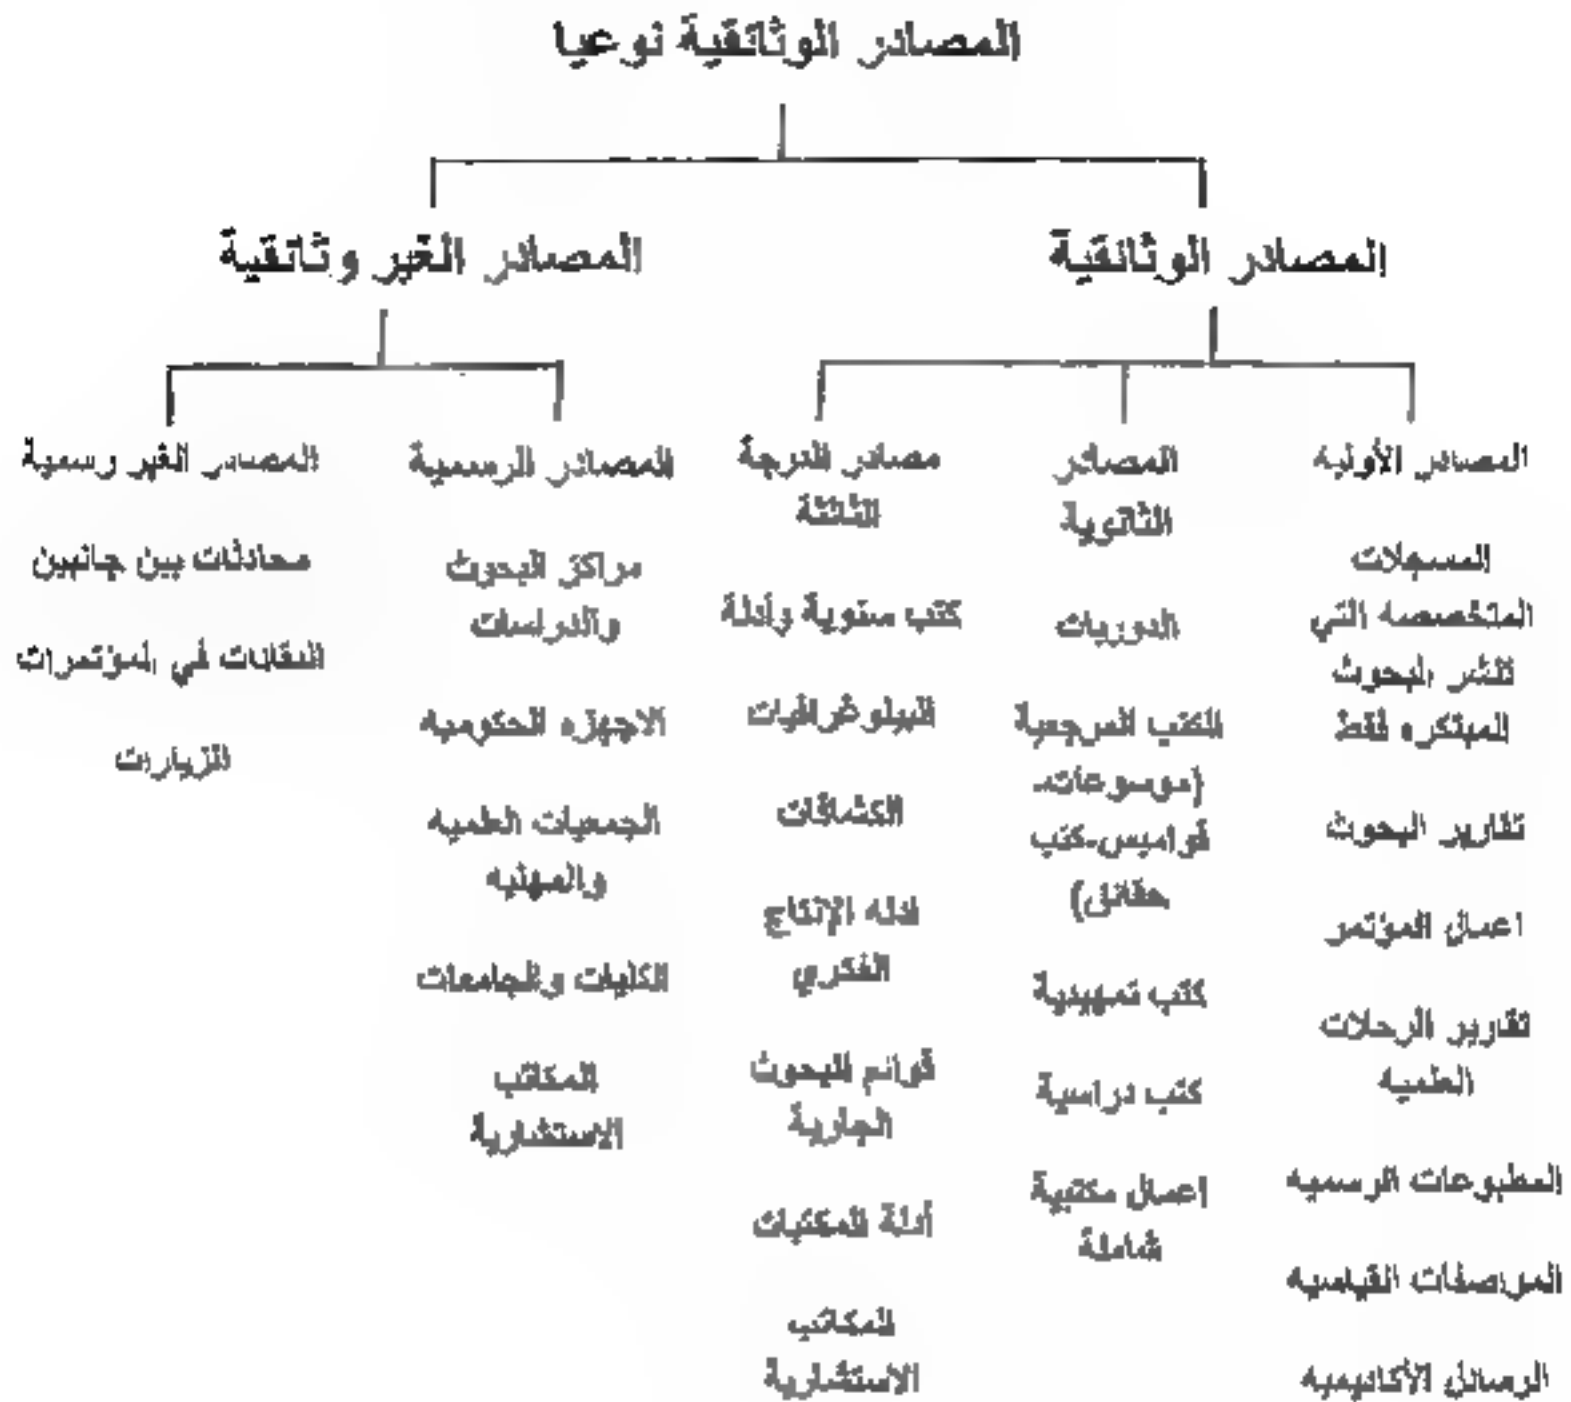 المصادر الوثائقية نوعيا
المصادر الوثائقية
المصادر الغير وثائقية
المصادر الأوليه
المسجلات
المتخصصه التي
تنشر البحوث
المبتكره فقط
تقارير البحوث
اعمال المؤتمر
تقارير الرحلات
العلميه
المطبوعات الرسميه
المواصفات القياسيه
الرسائل الأكاديميه
المصادر
الثانوية
الدوريات
الكتب المرجعية
(موسوعات-
قواميس-كتب
حقائق)
كتب تمهيدية
كتب دراسية
اعمال مكتبية
شاملة
مصادر الدرجة
الثالثة
كتب سنوية وأدلة
الببلوغرافيات
الكشافات
ادله الإنتاج
الفكري
قوائم البحوث
الجارية
أدلة المكتبات
المكاتب
الاستشارية
المصادر الرسمية
مراكز البحوث
والدراسات
الاجهزه الحكوميه
الجمعيات العلميه
والمهنيه
الكليات والجامعات
المكاتب
الاستشارية
المصادر الغير رسمية
محادثات بين جانبين
اللقاءات في المؤتمرات
الزيارات